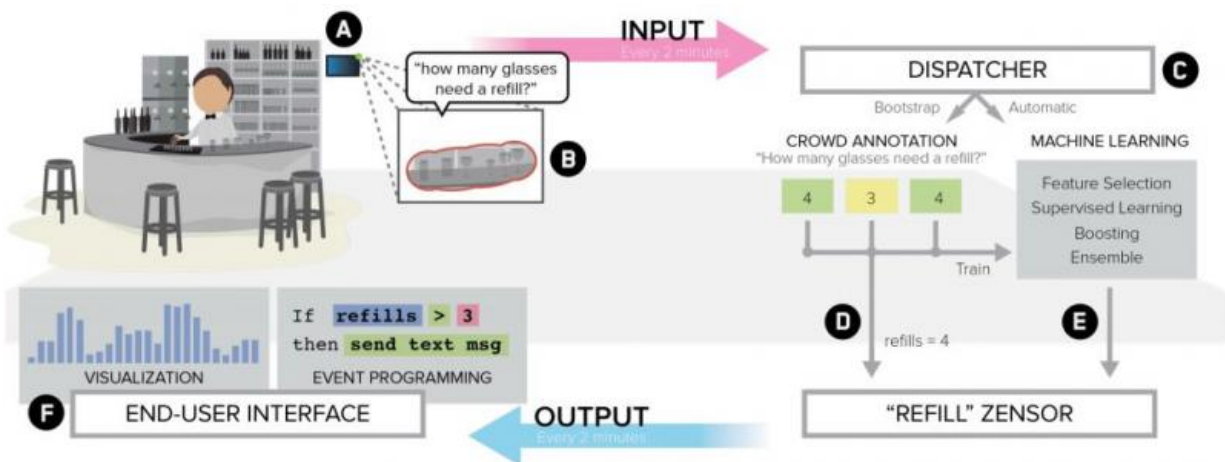 A
"how many glasses
need a refill?"
B
INPUT
Every 2 minutes
DISPATCHER
C
Bootstrap
Automatic
CROWD ANNOTATION
"How many glasses need a refill?"
4
3
4
Train
MACHINE LEARNING
Feature Selection
Supervised Learning
Boosting
Ensemble
D
refills = 4
E
"REFILL" ZENSOR
OUTPUT
Every 2 minutes
VISUALIZATION
If refills > 3
then send text msg
EVENT PROGRAMMING
F
END-USER INTERFACE